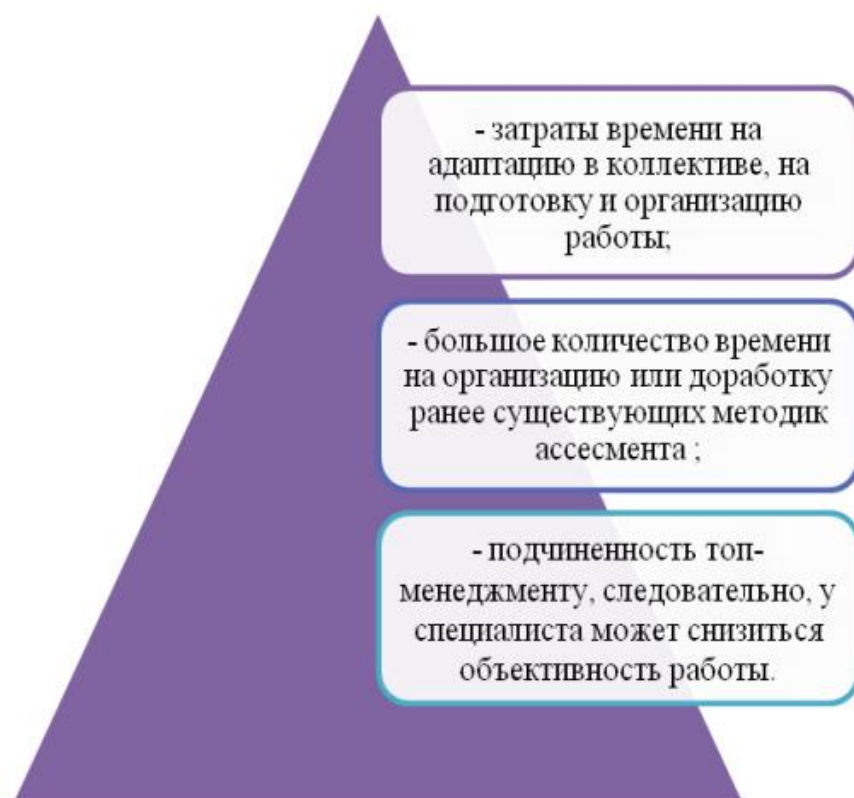 - затраты времени на
адаптацию в коллективе, на
подготовку и организацию
работы;
- большое количество времени
на организацию или доработку
ранее существующих методик
ассесмента ;
- подчиненность топ-
менеджменту, следовательно, у
специалиста может снизиться
объективность работы.